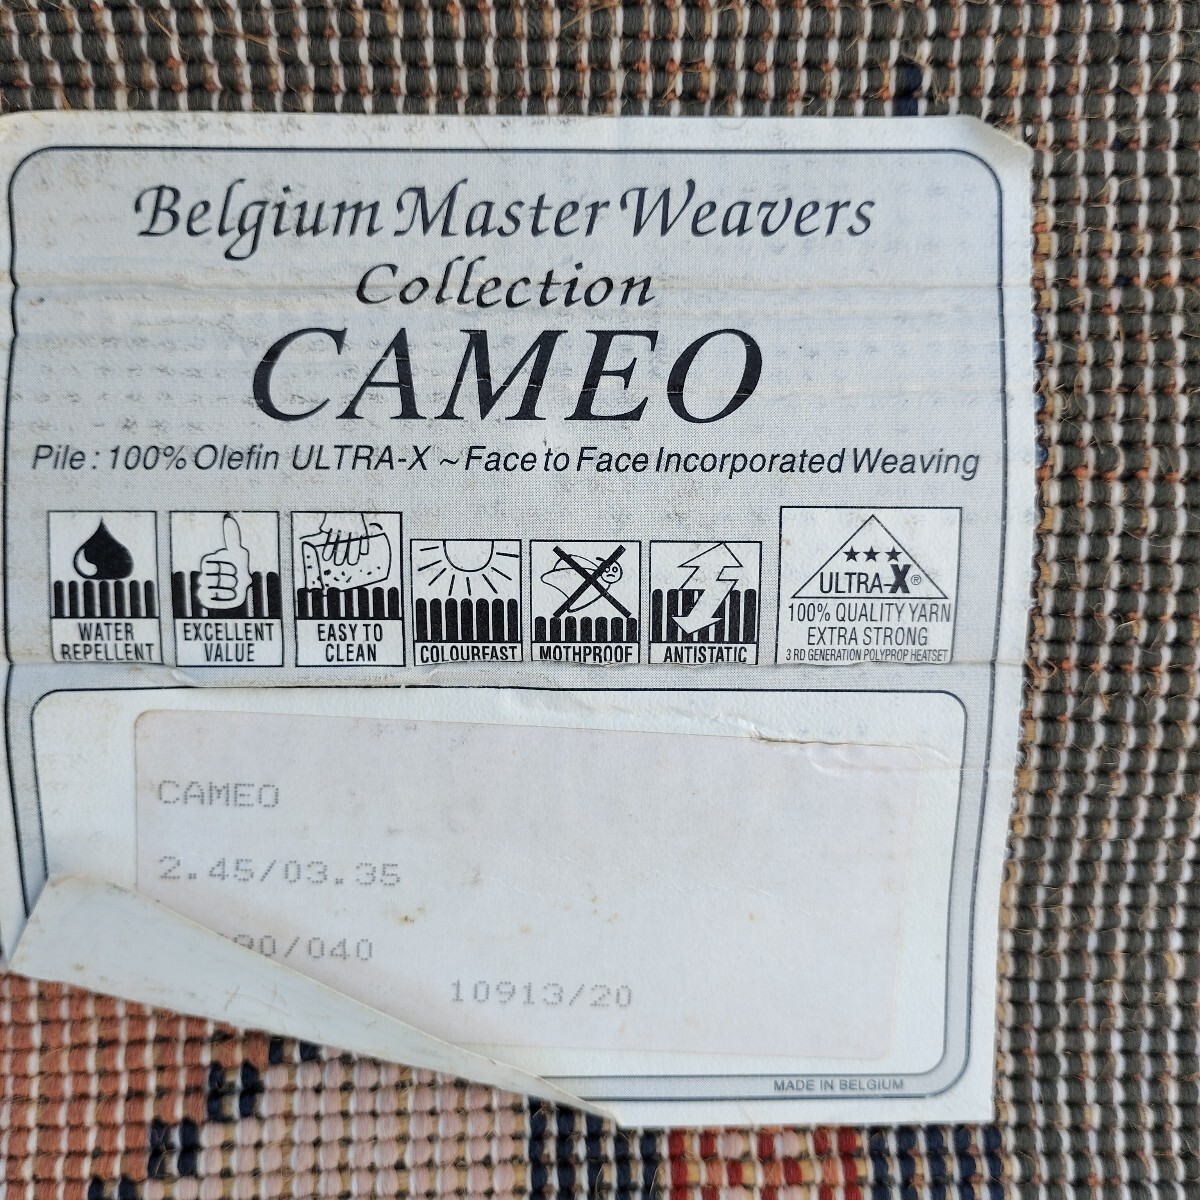 Belgium Master Weavers
Collection
CAMEO
Pile : 100% Olefin ULTRA-X ~ Face to Face Incorporated Weaving
WATER
REPELLENT
EXCELLENT
VALUE
EASY TO
CLEAN
COLOURFAST
MOTHPROOF
ANTISTATIC
ULTRA-X®
100% QUALITY YARN
EXTRA STRONG
3 RD GENERATION POLYPROP HEATSET
CAMEO
2.45/03.35
90/040
10913/20
MADE IN BELGIUM